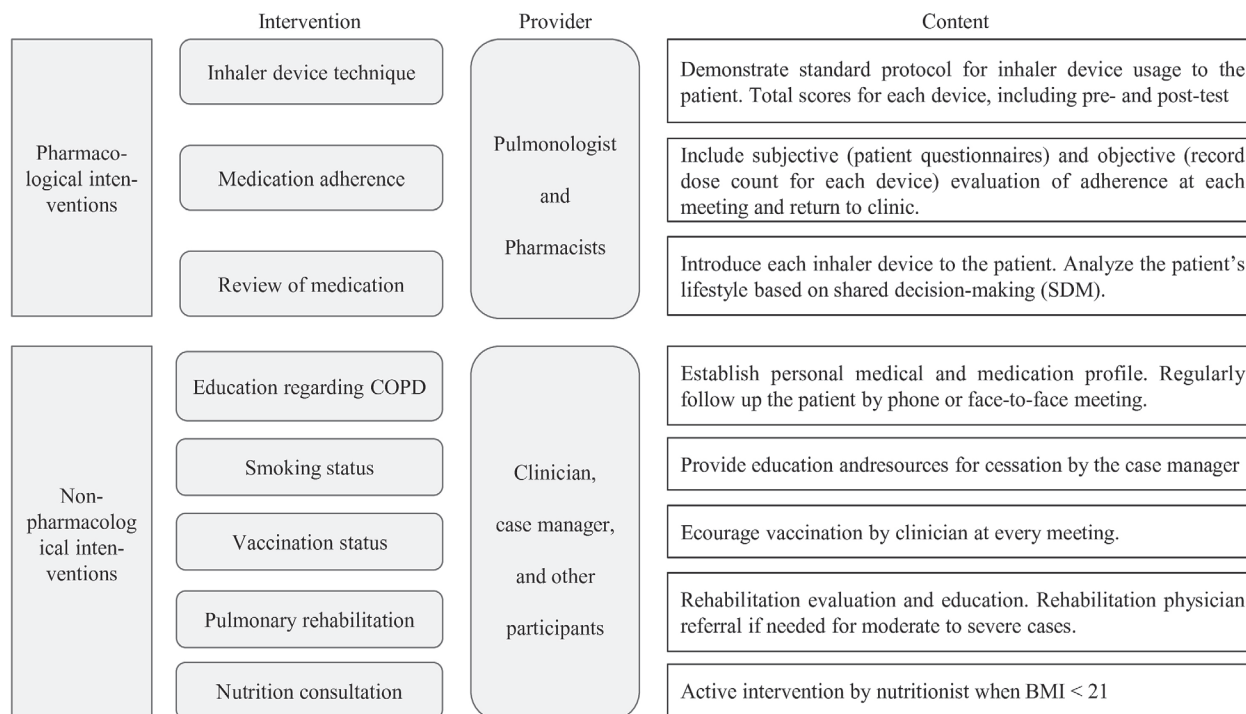 Intervention
Provider
Content
Pharmaco-
logical inten-
ventions
Inhaler device technique
Medication adherence
Review of medication
Pulmonologist
and
Pharmacists
Demonstrate standard protocol for inhaler device usage to the
patient. Total scores for each device, including pre- and post-test
Include subjective (patient questionnaires) and objective (record
dose count for each device) evaluation of adherence at each
meeting and return to clinic.
Introduce each inhaler device to the patient. Analyze the patient's
lifestyle based on shared decision-making (SDM).
Non-
pharmacolog
ical inten-
ventions
Education regarding COPD
Smoking status
Vaccination status
Pulmonary rehabilitation
Nutrition consultation
Clinician,
case manager,
and other
participants
Establish personal medical and medication profile. Regularly
follow up the patient by phone or face-to-face meeting.
Provide education andresources for cessation by the case manager
Ecourage vaccination by clinician at every meeting.
Rehabilitation evaluation and education. Rehabilitation physician
referral if needed for moderate to severe cases.
Active intervention by nutritionist when BMI < 21